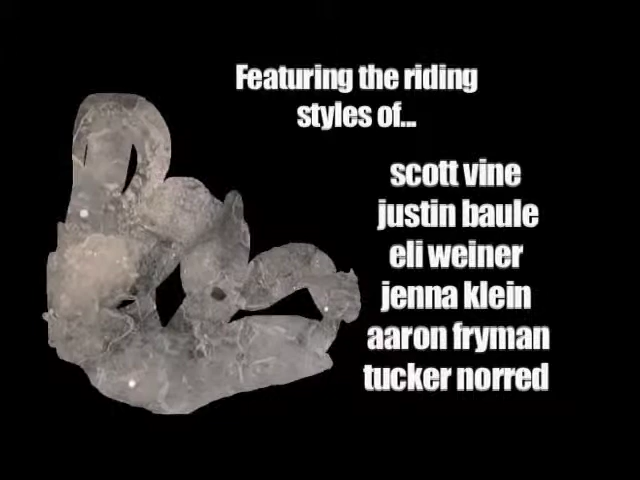 Featuring the riding
styles of...
scott vine
justin baule
eli weiner
jenna klein
aaron fryman
tucker norred